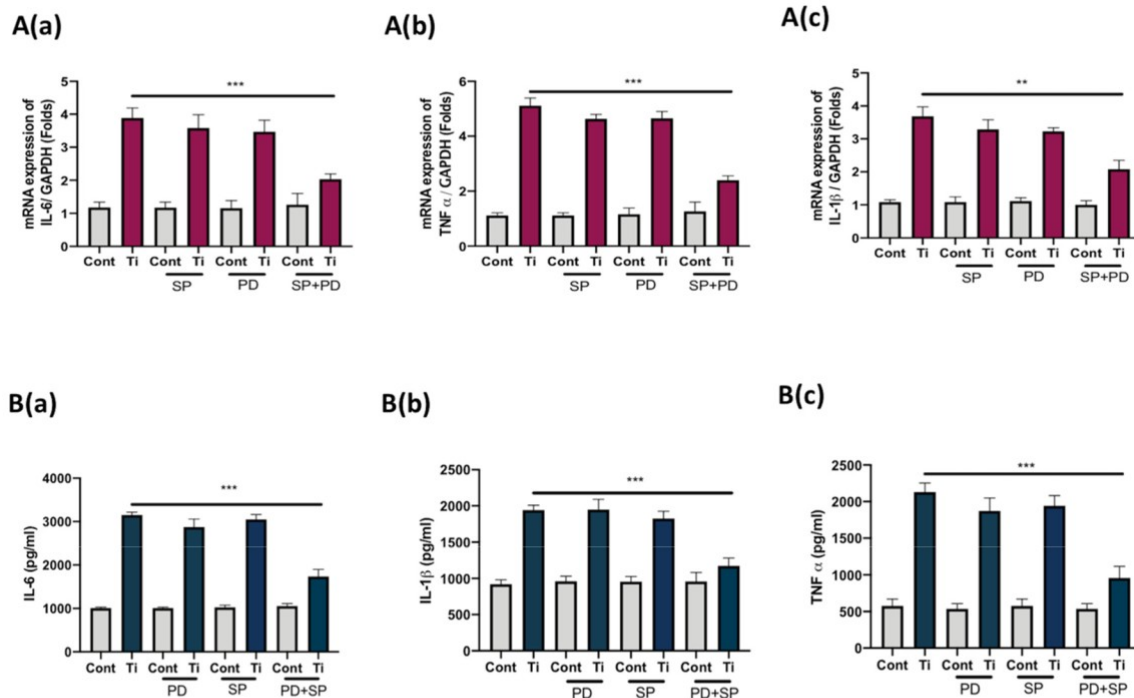 A(a)
A(b)
A(c)
mRNA expression of
IL-6/ GAPDH (Folds)
5
4
3
2
1
0
***
Cont Ti Cont Ti Cont Ti Cont Ti
SP PD SP+PD
mRNA expression of
TNF α / GAPDH (Folds)
6
4
2
0
***
Cont Ti Cont Ti Cont Ti Cont Ti
SP PD SP+PD
mRNA expression of
IL-1β / GAPDH (Folds)
5
4
3
2
1
0
**
Cont Ti Cont Ti Cont Ti Cont Ti
SP PD SP+PD
B(a)
B(b)
B(c)
IL-6 (pg/ml)
4000
3000
2000
1000
0
***
Cont Ti Cont Ti Cont Ti Cont Ti
PD SP PD+SP
IL-1β (pg/ml)
2500
2000
1500
1000
500
0
***
Cont Ti Cont Ti Cont Ti Cont Ti
PD SP PD+SP
TNF α (pg/ml)
2500
2000
1500
1000
500
0
***
Cont Ti Cont Ti Cont Ti Cont Ti
PD SP PD+SP